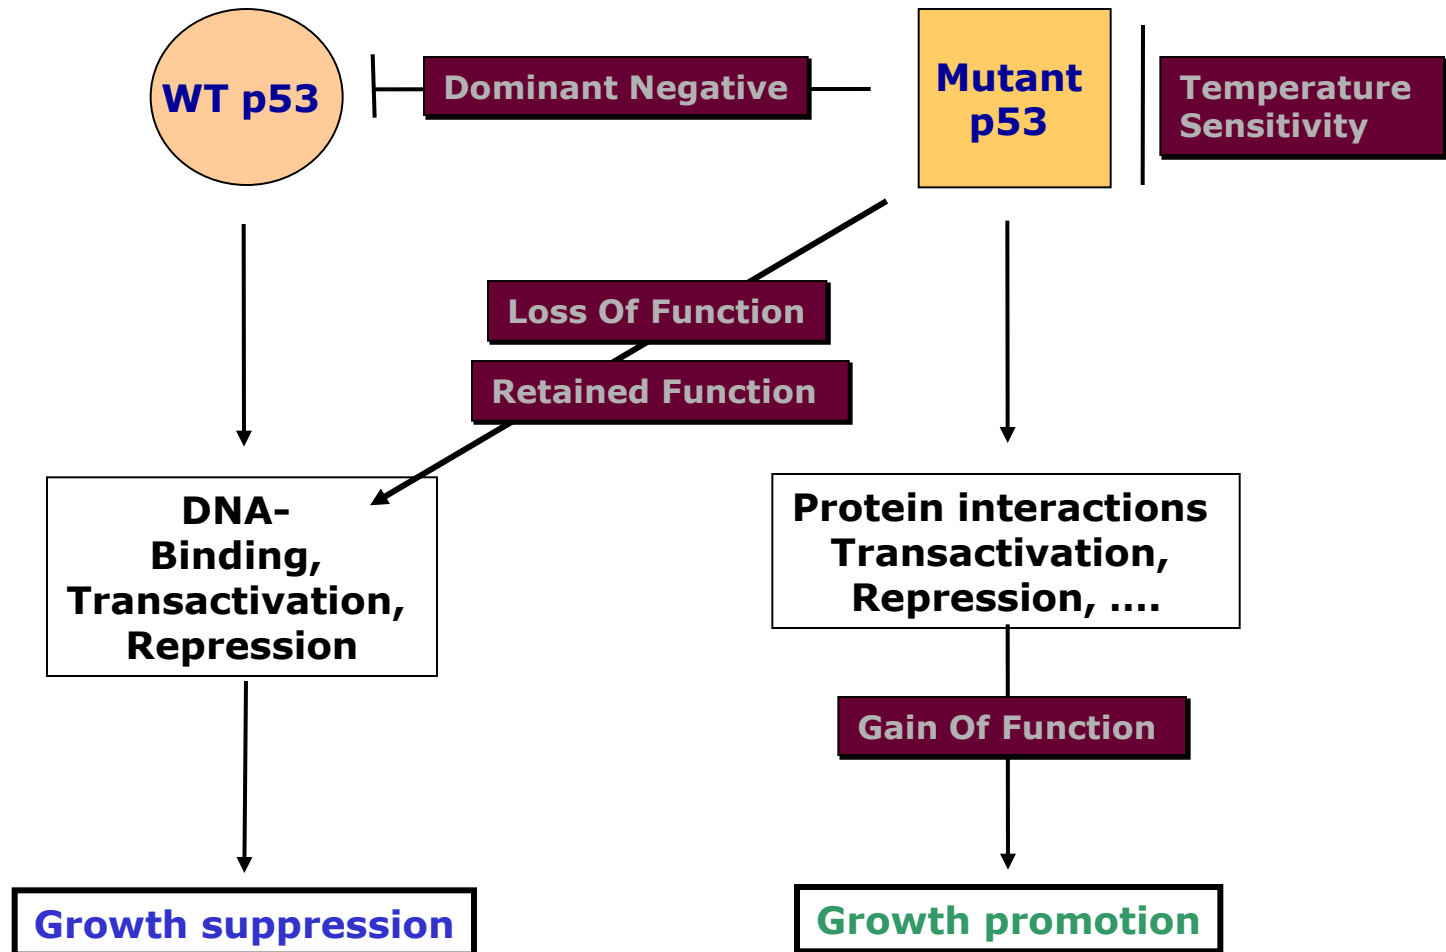 WT p53
Dominant Negative
Mutant
p53
Temperature
Sensitivity
Loss Of Function
Retained Function
DNA-
Binding,
Transactivation,
Repression
Protein interactions
Transactivation,
Repression, ....
Gain Of Function
Growth suppression
Growth promotion